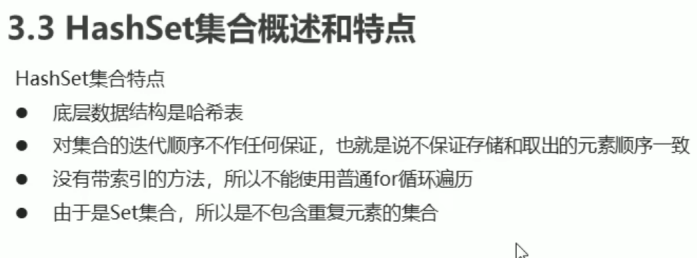 3.3 HashSet集合概述和特点
HashSet集合特点
● 底层数据结构是哈希表
● 对集合的迭代顺序不作任何保证，也就是说不保证存储和取出的元素顺序一致
● 没有带索引的方法，所以不能使用普通for循环遍历
● 由于是Set集合，所以是不包含重复元素的集合